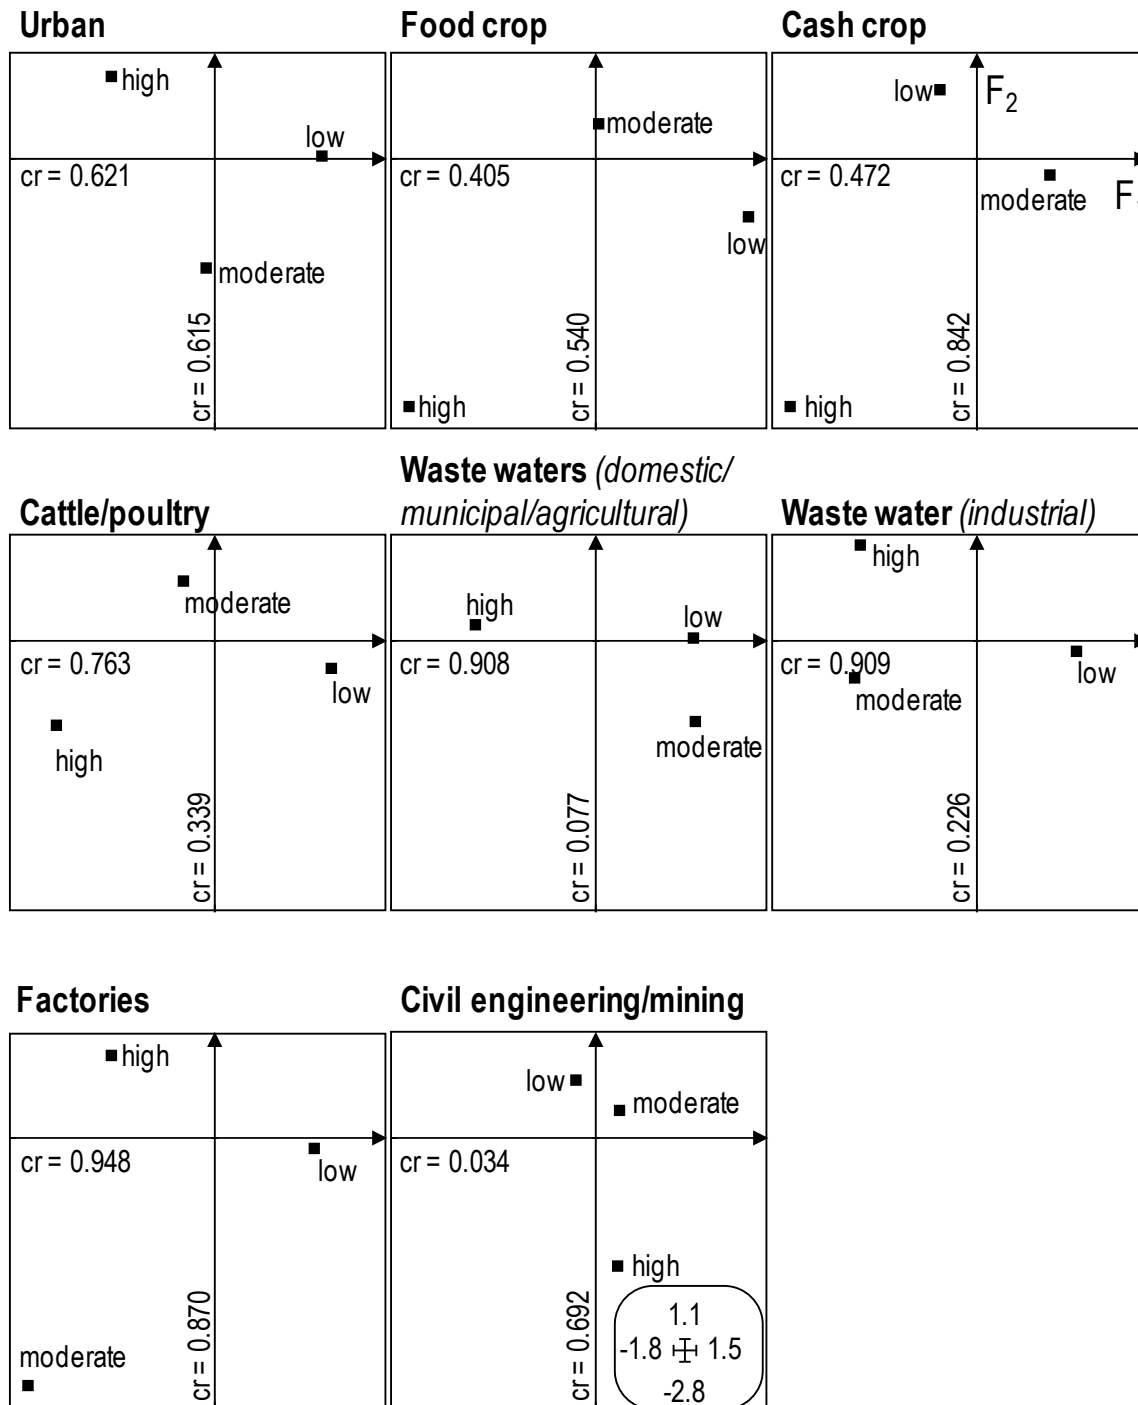 Urban
Food crop
Cash crop
high
low
cr = 0.621
moderate
cr = 0.615
moderate
cr = 0.405
low
cr = 0.540
high
low
F2
cr = 0.472
moderate
cr = 0.842
high
Cattle/poultry
Waste waters (domestic/
municipal/agricultural)
Waste water (industrial)
moderate
cr = 0.763
low
high
cr = 0.339
high
low
cr = 0.908
moderate
cr = 0.077
high
cr = 0.909
low
moderate
cr = 0.226
Factories
Civil engineering/mining
high
cr = 0.948
low
moderate
cr = 0.870
low
moderate
cr = 0.034
high
cr = 0.692
1.1
-1.8 1.5
-2.8